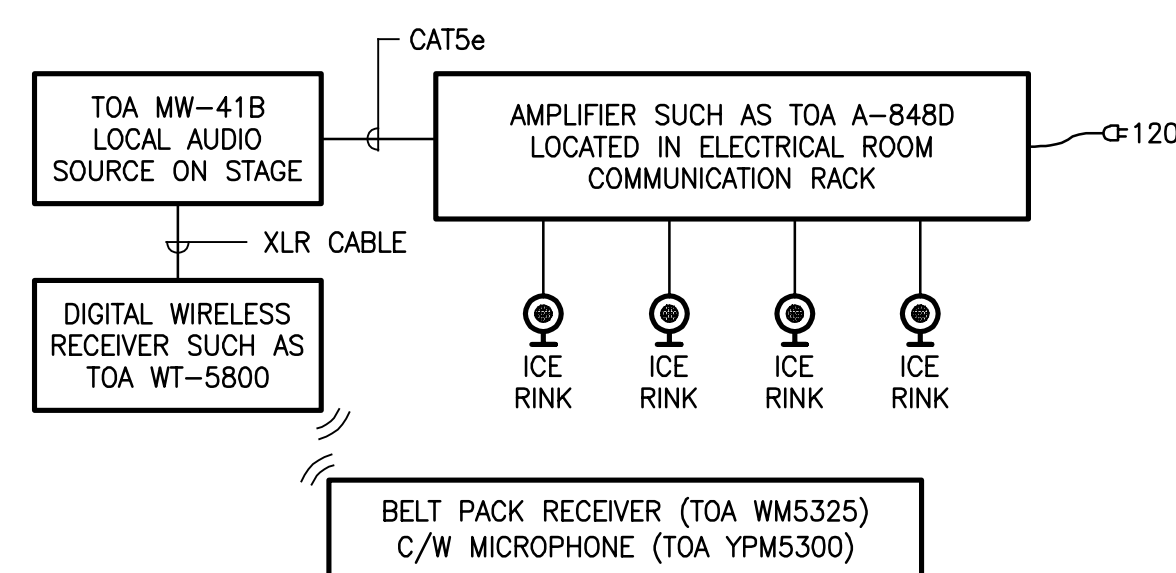 CAT5e
TOA MW-41B
LOCAL AUDIO
SOURCE ON STAGE
AMPLIFIER SUCH AS TOA A-848D
LOCATED IN ELECTRICAL ROOM
COMMUNICATION RACK
120
XLR CABLE
DIGITAL WIRELESS
RECEIVER SUCH AS
TOA WT-5800
ICE
RINK
ICE
RINK
ICE
RINK
ICE
RINK
BELT PACK RECEIVER (TOA WM5325)
C/W MICROPHONE (TOA YPM5300)